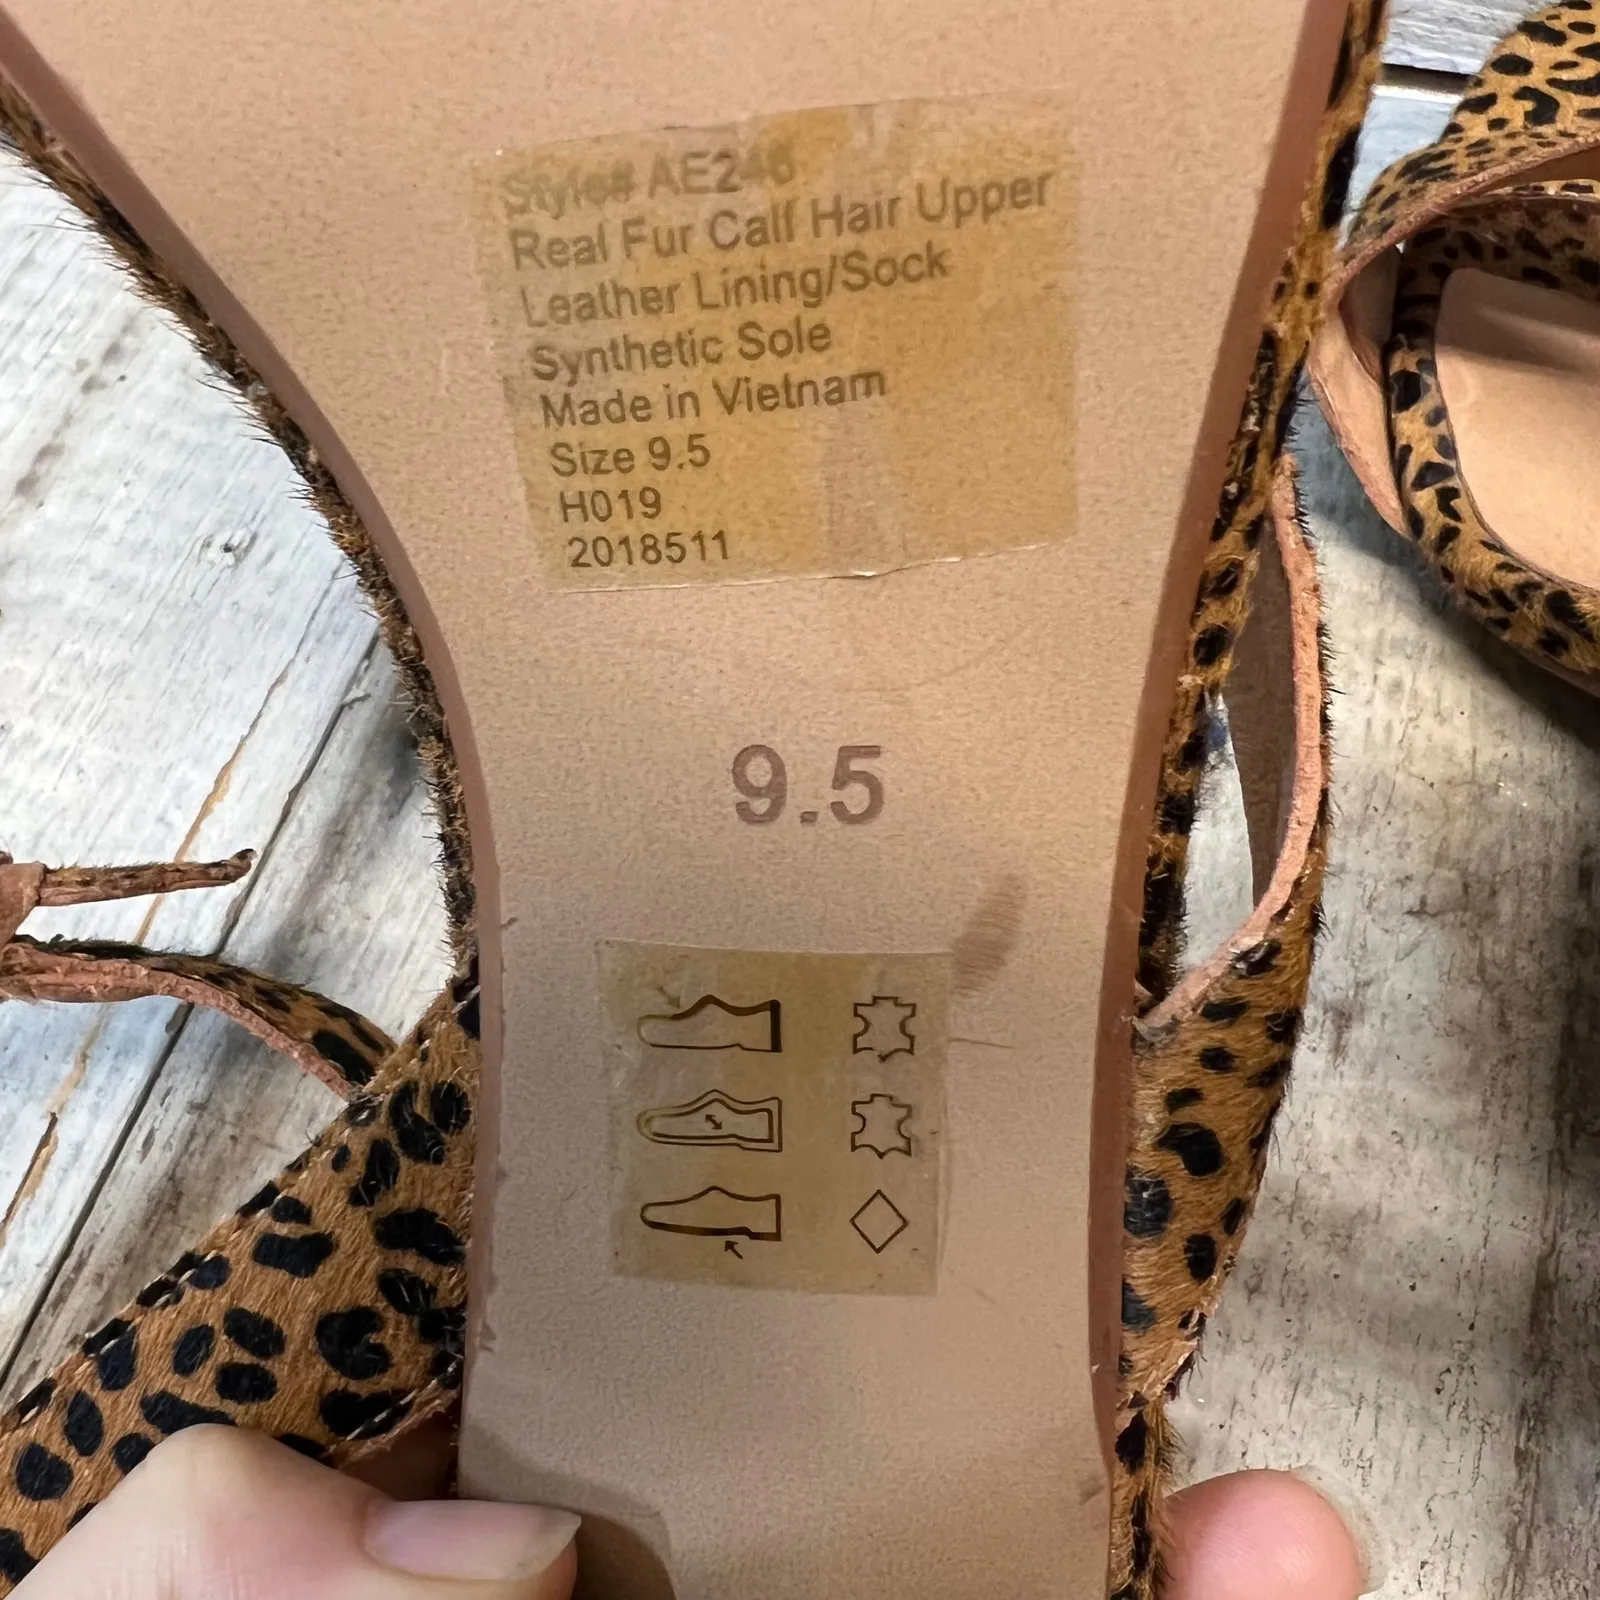 Style#
Real Fur Calf Hair Upper
Leather Lining/Sock
Synthetic Sole
Made in Vietnam
Size 9.5
H019
2018511
9.5